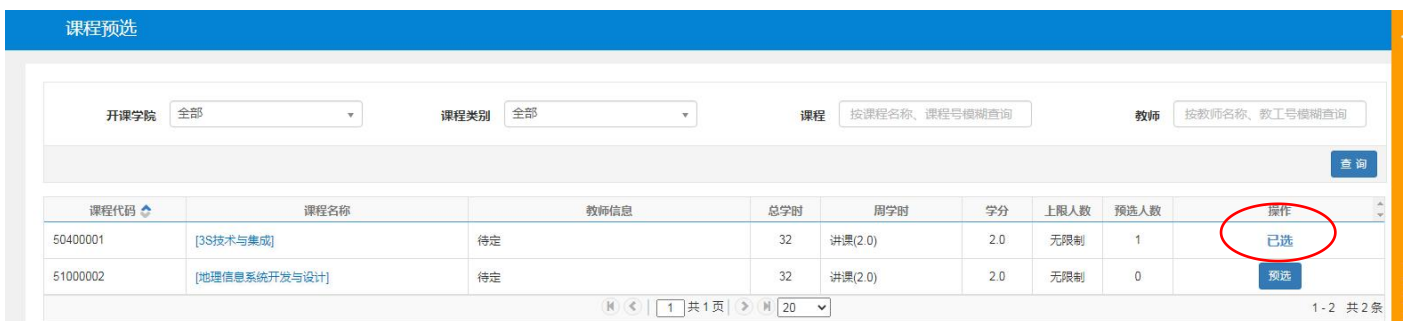 课程预选
开课学院 全部 课程类别 全部 课程 按课程名称、课程号模糊查询 教师 按教师名称、教工号模糊查询
查 询
课程代码 课程名称 教师信息 总学时 周学时 学分 上限人数 预选人数 操作
50400001 [3S技术与集成] 待定 32 讲课(2.0) 2.0 无限制 1 已选
51000002 [地理信息系统开发与设计] 待定 32 讲课(2.0) 2.0 无限制 0 预选
1 共1页 20 1 - 2 共2条